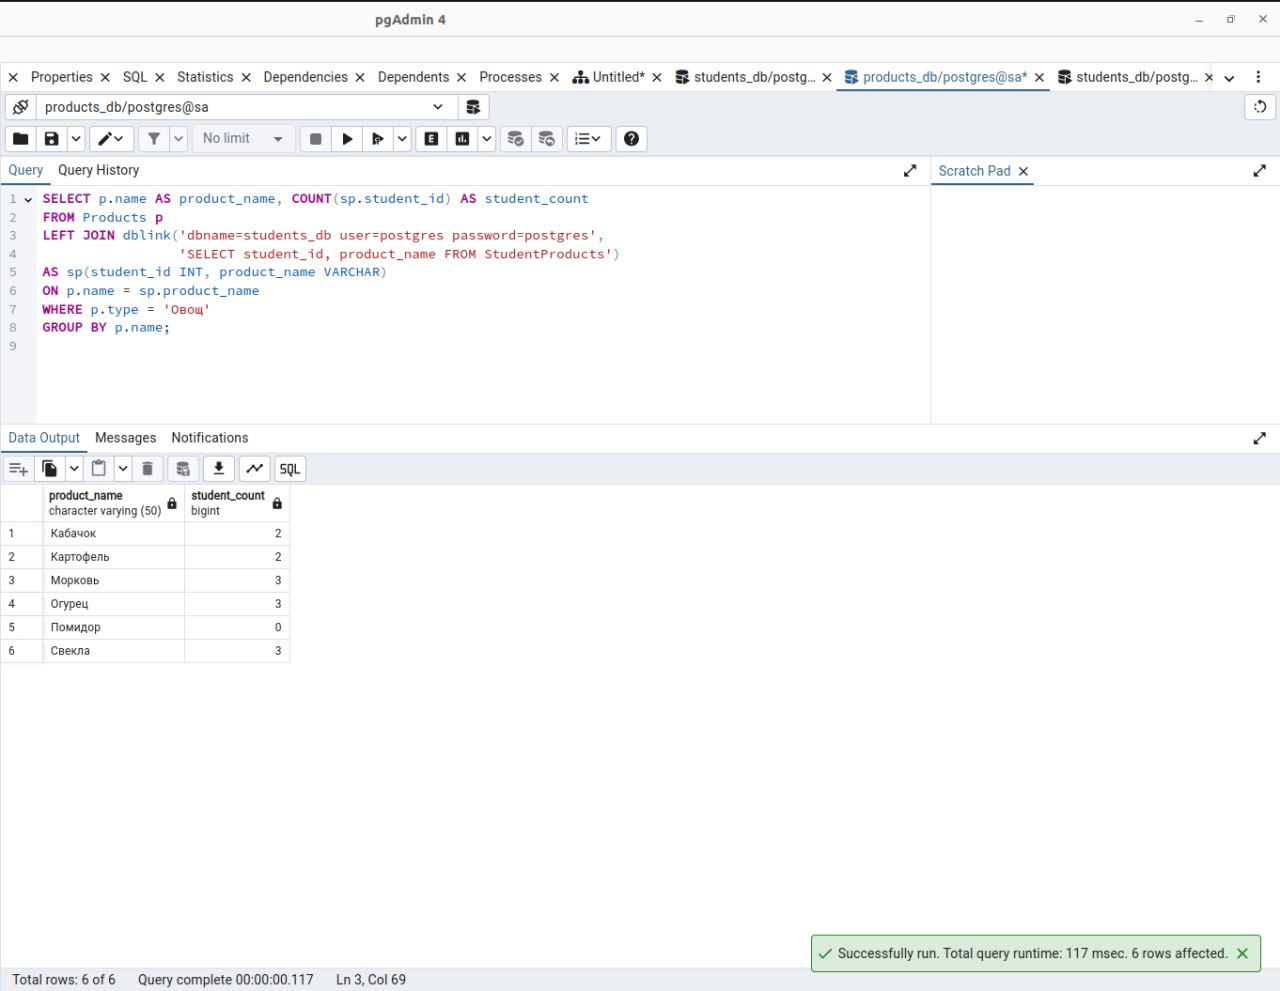 pgAdmin 4
Properties SQL Statistics Dependencies Dependents Processes Untitled* students_db/postg... products_db/postgres@sa* students_db/postg...
products_db/postgres@sa
No limit E
Query Query History Scratch Pad
1 SELECT p.name AS product_name, COUNT(sp.student_id) AS student_count
2 FROM Products p
3 LEFT JOIN dblink('dbname=students_db user=postgres password=postgres',
4 'SELECT student_id, product_name FROM StudentProducts')
5 AS sp(student_id INT, product_name VARCHAR)
6 ON p.name = sp.product_name
7 WHERE p.type = 'Овощ'
8 GROUP BY p.name;
9
Data Output Messages Notifications
SQL
product_name student_count
character varying (50) bigint
1 Кабачок 2
2 Картофель 2
3 Морковь 3
4 Огурец 3
5 Помидор 0
6 Свекла 3
Successfully run. Total query runtime: 117 msec. 6 rows affected.
Total rows: 6 of 6 Query complete 00:00:00.117 Ln 3, Col 69